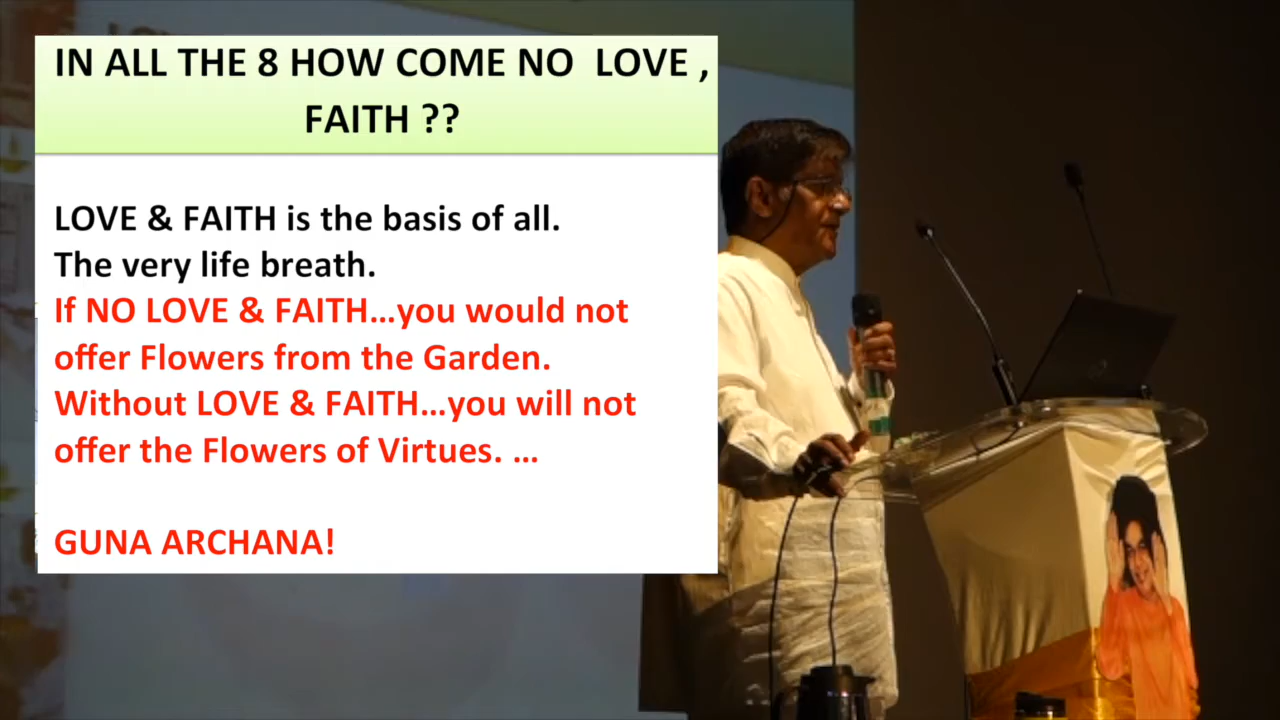 IN ALL THE 8 HOW COME NO LOVE ,
FAITH ??
LOVE & FAITH is the basis of all.
The very life breath.
If NO LOVE & FAITH...you would not
offer Flowers from the Garden.
Without LOVE & FAITH...you will not
offer the Flowers of Virtues. ...
GUNA ARCHANA!